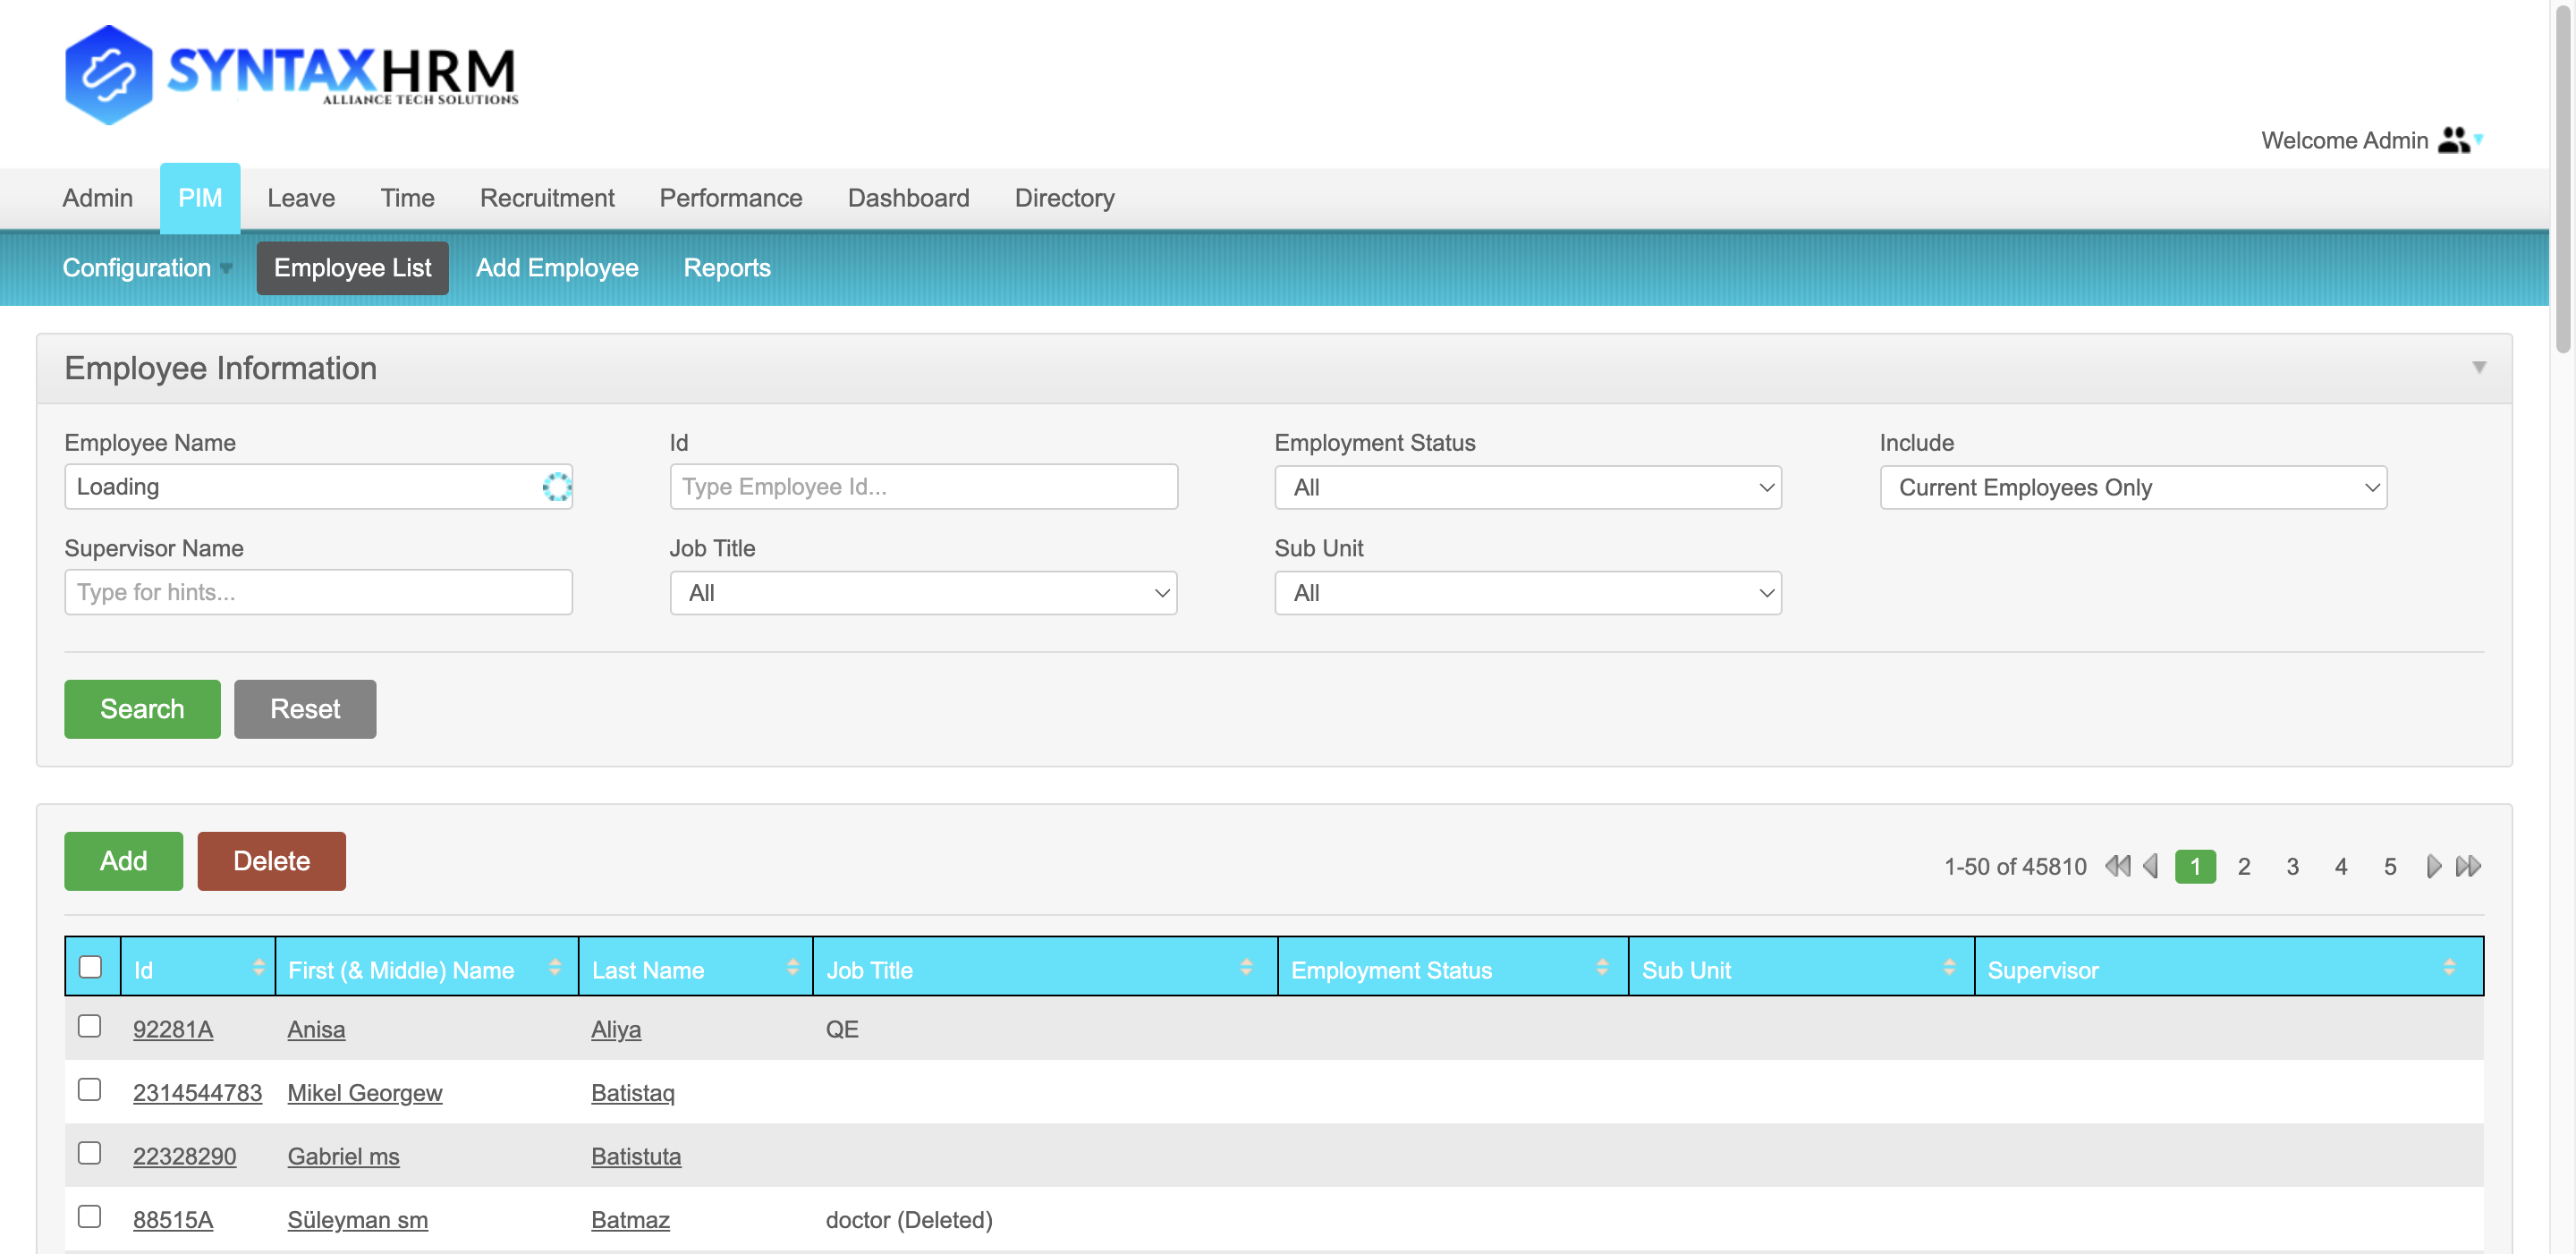 SYNTAXHRM
ALLIANCE TECH SOLUTIONS
Welcome Admin
Admin PIM Leave Time Recruitment Performance Dashboard Directory
Configuration Employee List Add Employee Reports
Employee Information
Employee Name Id Employment Status Include
Loading Type Employee Id... All Current Employees Only
Supervisor Name Job Title Sub Unit
Type for hints... All All
Search Reset
Add Delete 1-50 of 45810 1 2 3 4 5
Id First (& Middle) Name Last Name Job Title Employment Status Sub Unit Supervisor
92281A Anisa Aliya QE
2314544783 Mikel Georgew Batistaq
22328290 Gabriel ms Batistuta
88515A Süleyman sm Batmaz doctor (Deleted)